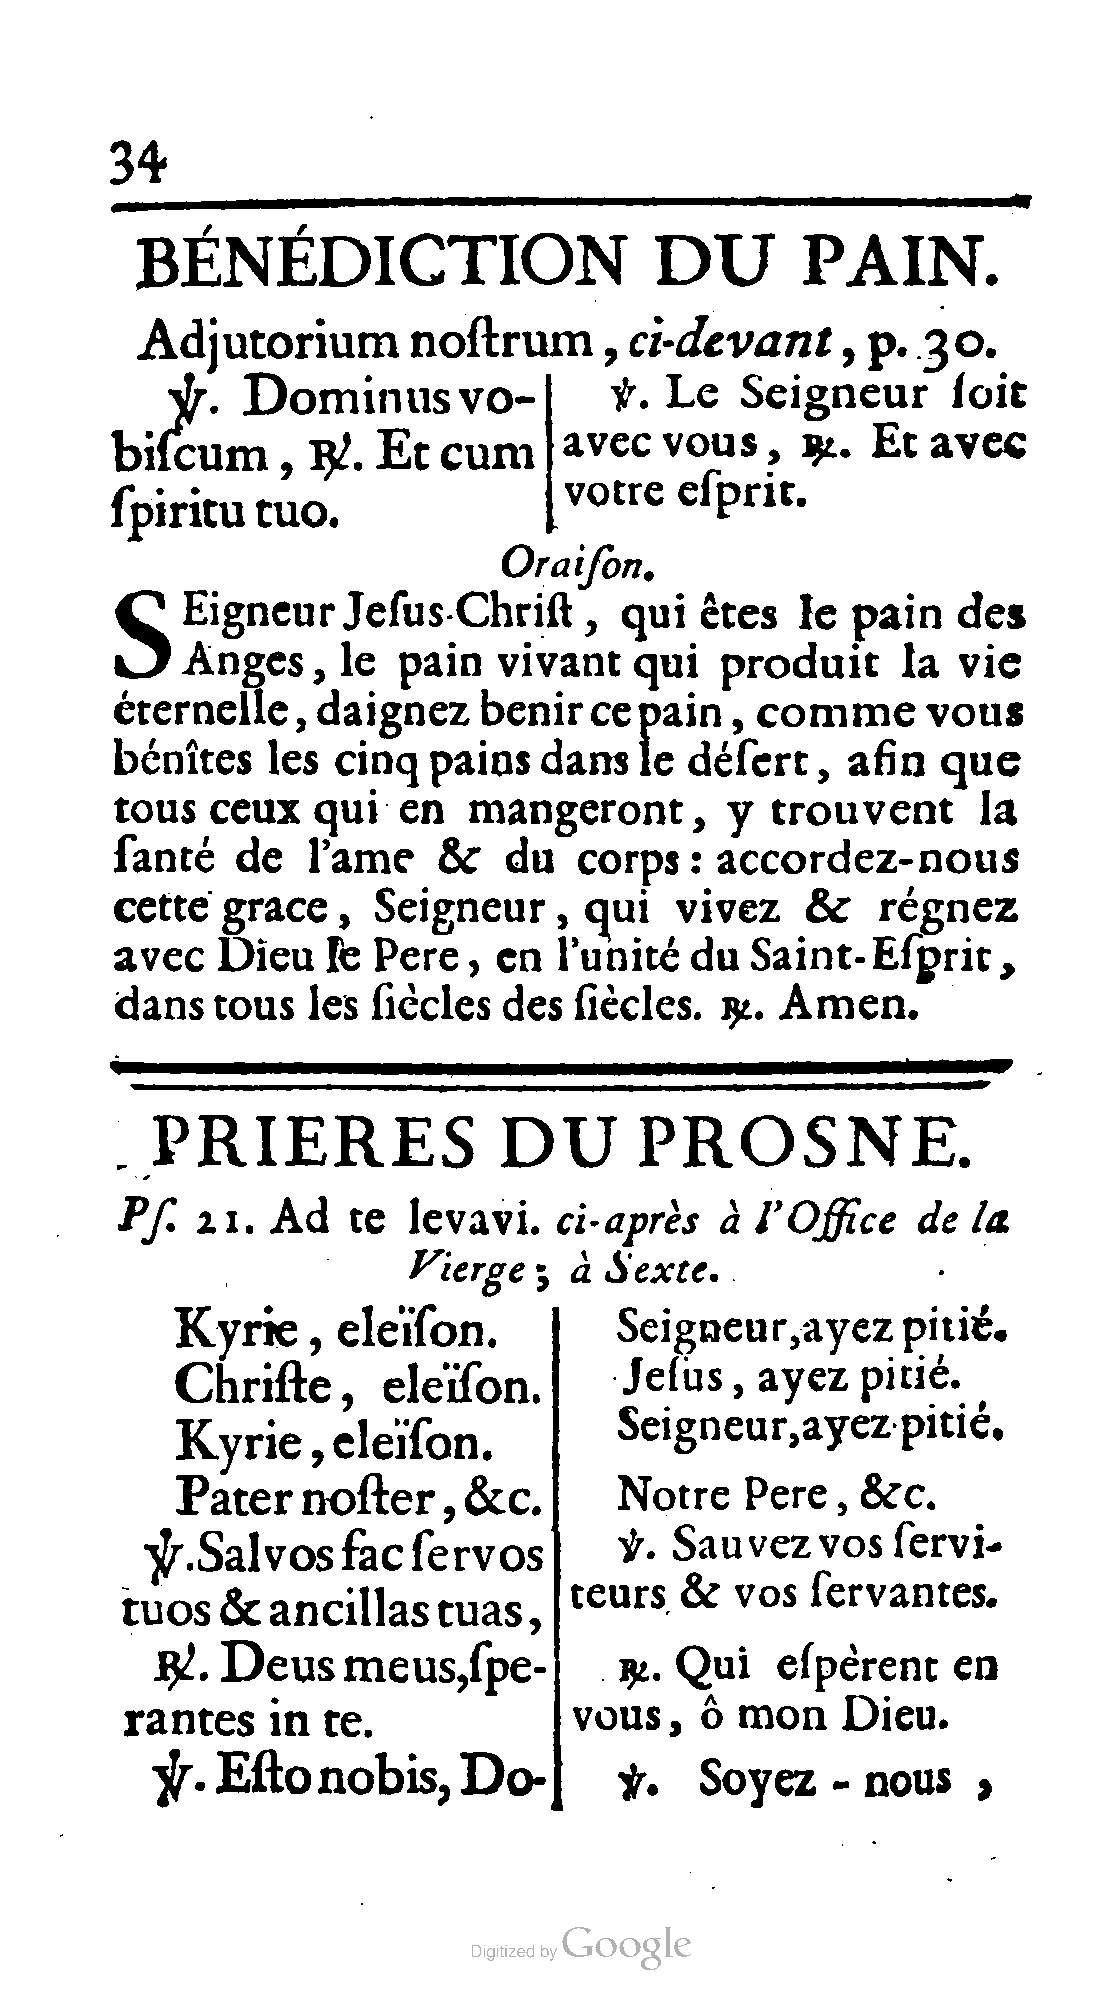 34
BÉNÉDICTION DU PAIN.
Adjutorium noſtrum, ci-devant, p. 30.
℣. Dominus vo-
biſcum, ℟. Et cum
ſpiritu tuo.
℣. Le Seigneur ſoit
avec vous, ℟. Et avec
votre eſprit.
Oraiſon.
SEigneur Jeſus-Chriſt, qui êtes le pain des
Anges, le pain vivant qui produit la vie
éternelle, daignez benir ce pain, comme vous
bénîtes les cinq pains dans le déſert, afin que
tous ceux qui en mangeront, y trouvent la
ſanté de l'ame & du corps : accordez-nous
cette grace, Seigneur, qui vivez & régnez
avec Dieu le Pere, en l'unité du Saint-Eſprit,
dans tous les ſiècles des ſiècles. ℟. Amen.
PRIERES DU PROSNE.
Pſ. 21. Ad te levavi. ci-après à l'Office de la
Vierge; à Sexte.
Kyrie, eleïſon.
Chriſte, eleïſon.
Kyrie, eleïſon.
Pater noſter, &c.
℣. Salvos fac ſervos
tuos & ancillas tuas,
℟. Deus meus, ſpe-
rantes in te.
℣. Eſto nobis, Do-
Seigneur, ayez pitié.
Jeſus, ayez pitié.
Seigneur, ayez pitié.
Notre Pere, &c.
℣. Sauvez vos ſervi-
teurs & vos ſervantes.
℟. Qui eſpèrent en
vous, ô mon Dieu.
℣. Soyez-nous,
Digitized by Google